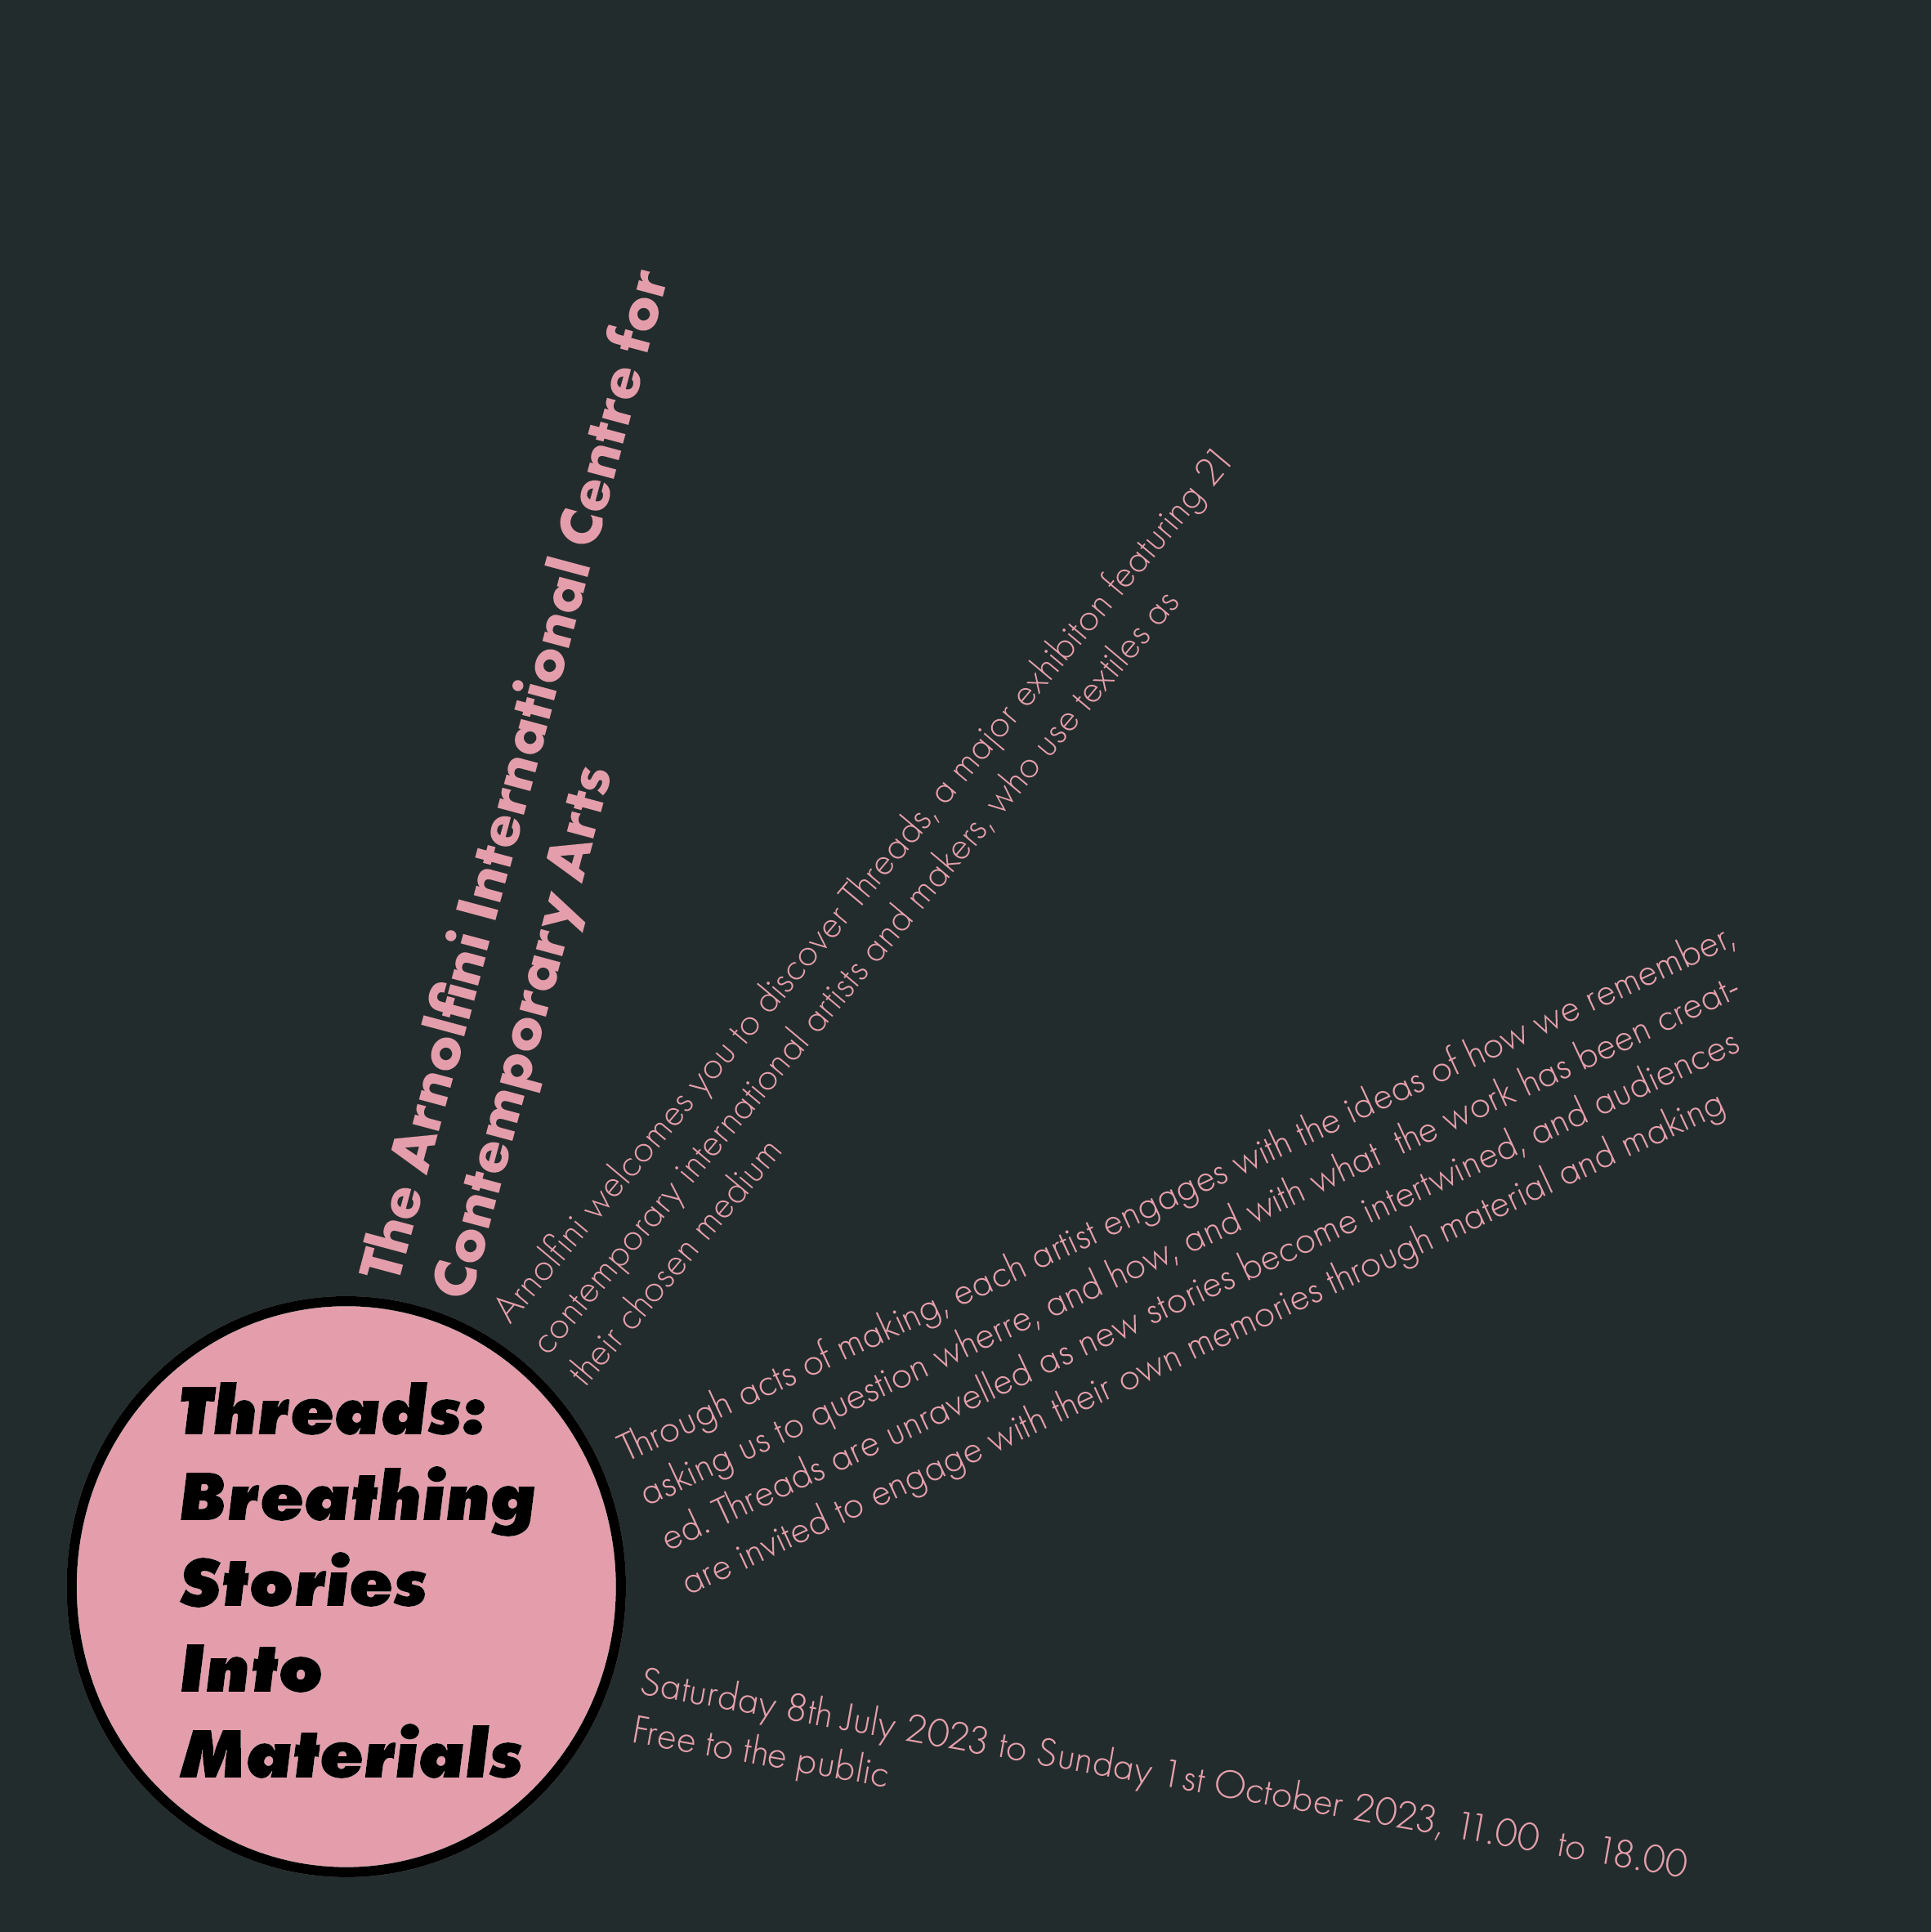 The Arnolfini International Centre for
Contemporary Arts
Arnolfini welcomes you to discover Threads, a major exhibiton featuring 21
contemporary international artists and makers, who use textiles as
their chosen medium
Through acts of making, each artist engages with the ideas of how we remember,
asking us to question wherre, and how, and with what  the work has been creat-
ed. Threads are unravelled as new stories become intertwined, and audiences
are invited to engage with their own memories through material and making
Threads:
Breathing
Stories
Into
Materials
Saturday 8th July 2023 to Sunday 1st October 2023, 11.00  to 18.00
Free to the public